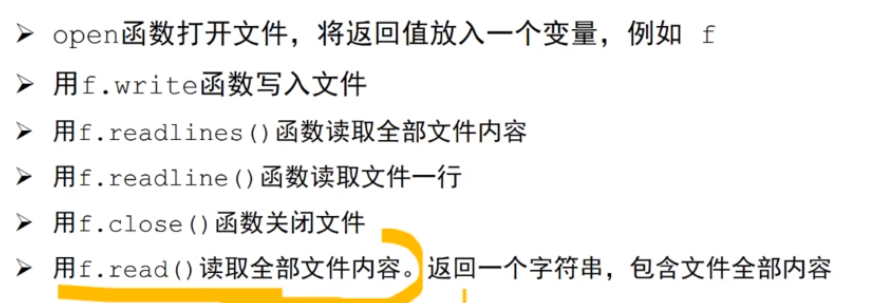 ➢ open函数打开文件，将返回值放入一个变量，例如 f
➢ 用f.write函数写入文件
➢ 用f.readlines()函数读取全部文件内容
➢ 用f.readline()函数读取文件一行
➢ 用f.close()函数关闭文件
➢ 用f.read()读取全部文件内容。返回一个字符串，包含文件全部内容